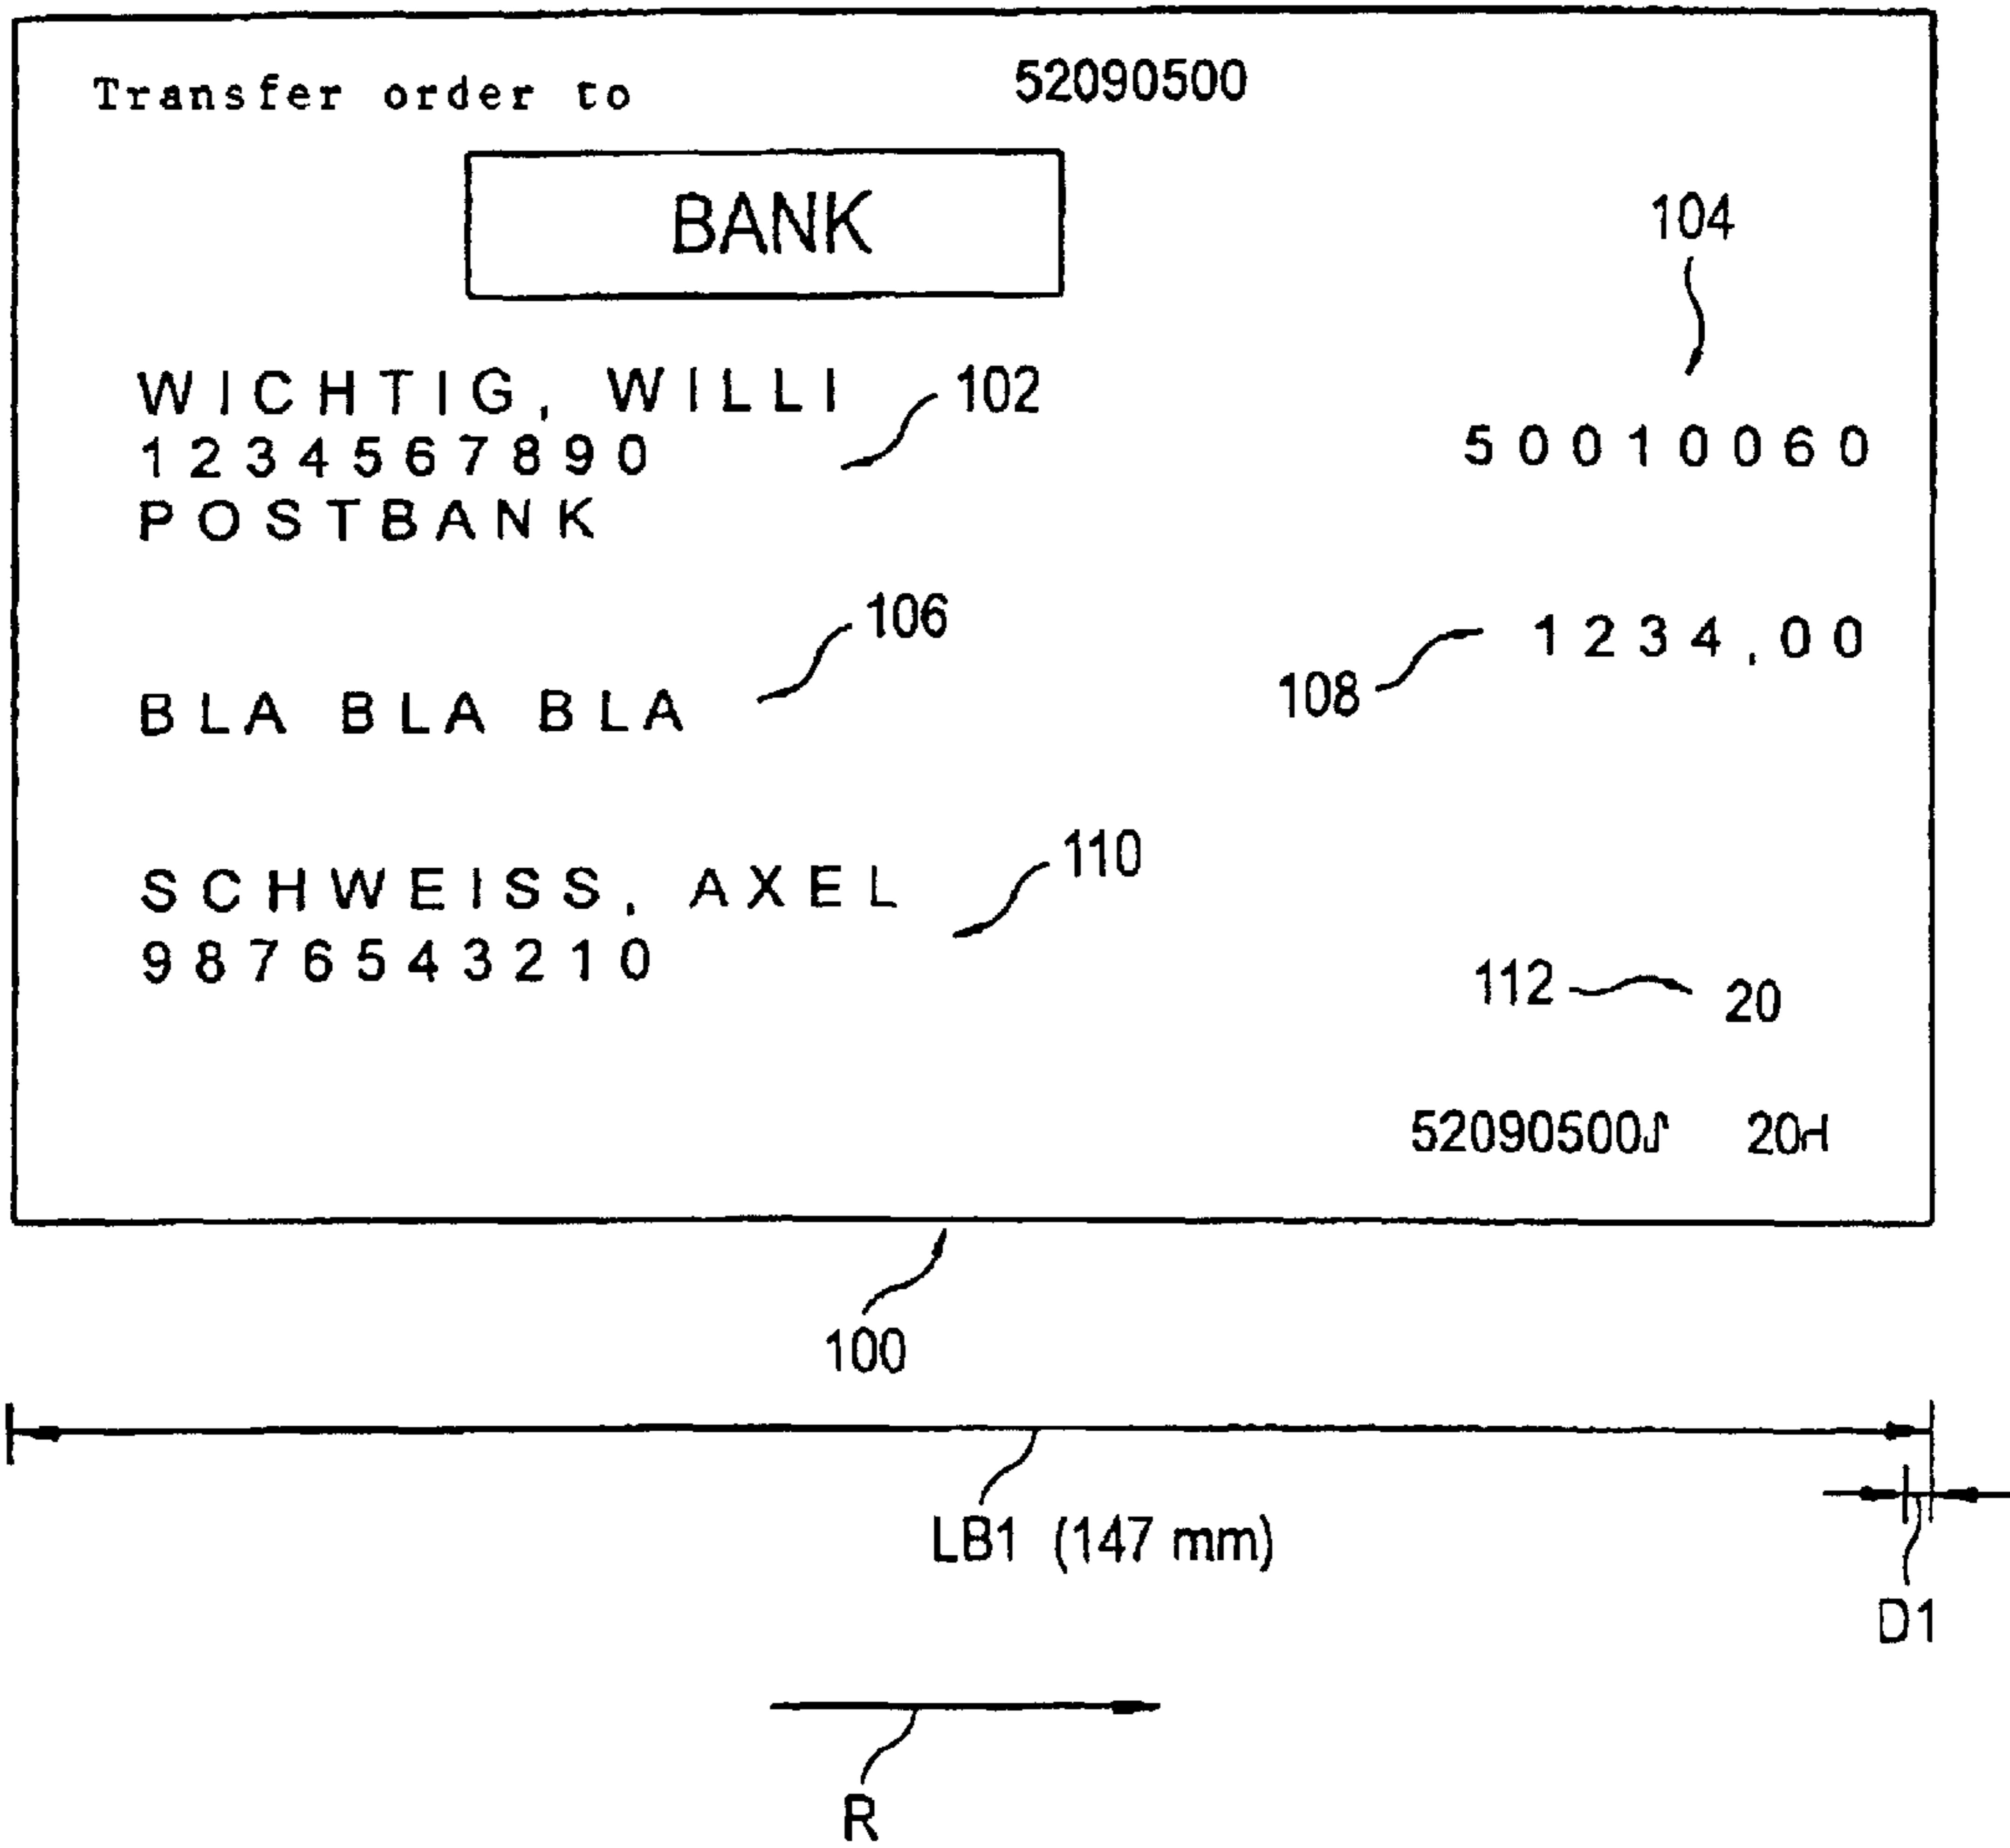 Transfer order to 52090500
BANK
104
WICHTIG, WILLI 102
1234567890 50010060
POSTBANK
106 1234,00
BLA BLA BLA 108
110
SCHWEISS, AXEL
9876543210
112 20
52090500⑀ 20⑁
100
LB1 (147 mm)
D1
R